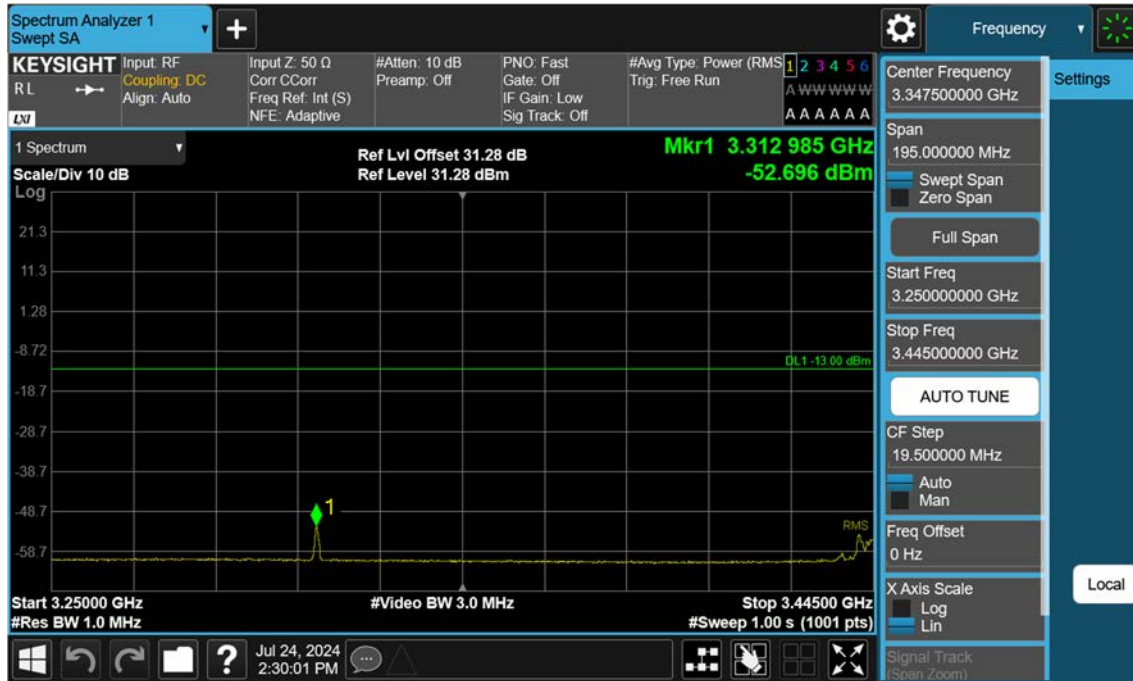 Spectrum Analyzer 1
Swept SA
Frequency
KEYSIGHT
RL
LXI
Input: RF
Coupling: DC
Align: Auto
Input Z: 50 Ω
Corr CCorr
Freq Ref: Int (S)
NFE: Adaptive
#Atten: 10 dB
Preamp: Off
PNO: Fast
Gate: Off
IF Gain: Low
Sig Track: Off
#Avg Type: Power (RMS
Trig: Free Run
1 2 3 4 5 6
A W W W W W
A A A A A A
1 Spectrum
Scale/Div 10 dB
Log
Ref Lvl Offset 31.28 dB
Ref Level 31.28 dBm
Mkr1 3.312 985 GHz
-52.696 dBm
21.3
11.3
1.28
-8.72
DL1 -13.00 dBm
-18.7
-28.7
-38.7
-48.7
1
RMS
-58.7
Start 3.25000 GHz
#Video BW 3.0 MHz
Stop 3.44500 GHz
#Res BW 1.0 MHz
#Sweep 1.00 s (1001 pts)
?
Jul 24, 2024
2:30:01 PM
Center Frequency
3.347500000 GHz
Settings
Span
195.000000 MHz
Swept Span
Zero Span
Full Span
Start Freq
3.250000000 GHz
Stop Freq
3.445000000 GHz
AUTO TUNE
CF Step
19.500000 MHz
Auto
Man
Freq Offset
0 Hz
X Axis Scale
Log
Lin
Local
Signal Track
(Span Zoom)